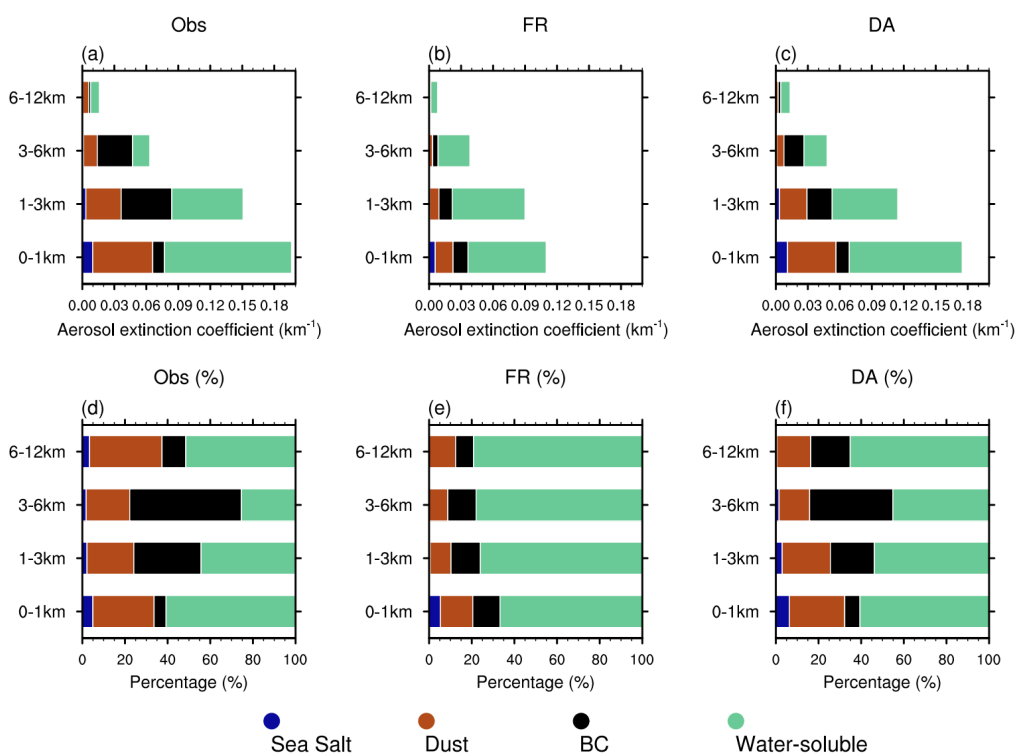 Obs FR DA
(a) (b) (c)
6-12km 6-12km 6-12km
3-6km 3-6km 3-6km
1-3km 1-3km 1-3km
0-1km 0-1km 0-1km
0.00 0.03 0.06 0.09 0.12 0.15 0.18 0.00 0.03 0.06 0.09 0.12 0.15 0.18 0.00 0.03 0.06 0.09 0.12 0.15 0.18
Aerosol extinction coefficient (km⁻¹) Aerosol extinction coefficient (km⁻¹) Aerosol extinction coefficient (km⁻¹)
Obs (%) FR (%) DA (%)
(d) (e) (f)
6-12km 6-12km 6-12km
3-6km 3-6km 3-6km
1-3km 1-3km 1-3km
0-1km 0-1km 0-1km
0 20 40 60 80 100 0 20 40 60 80 100 0 20 40 60 80 100
Percentage (%) Percentage (%) Percentage (%)
Sea Salt Dust BC Water-soluble